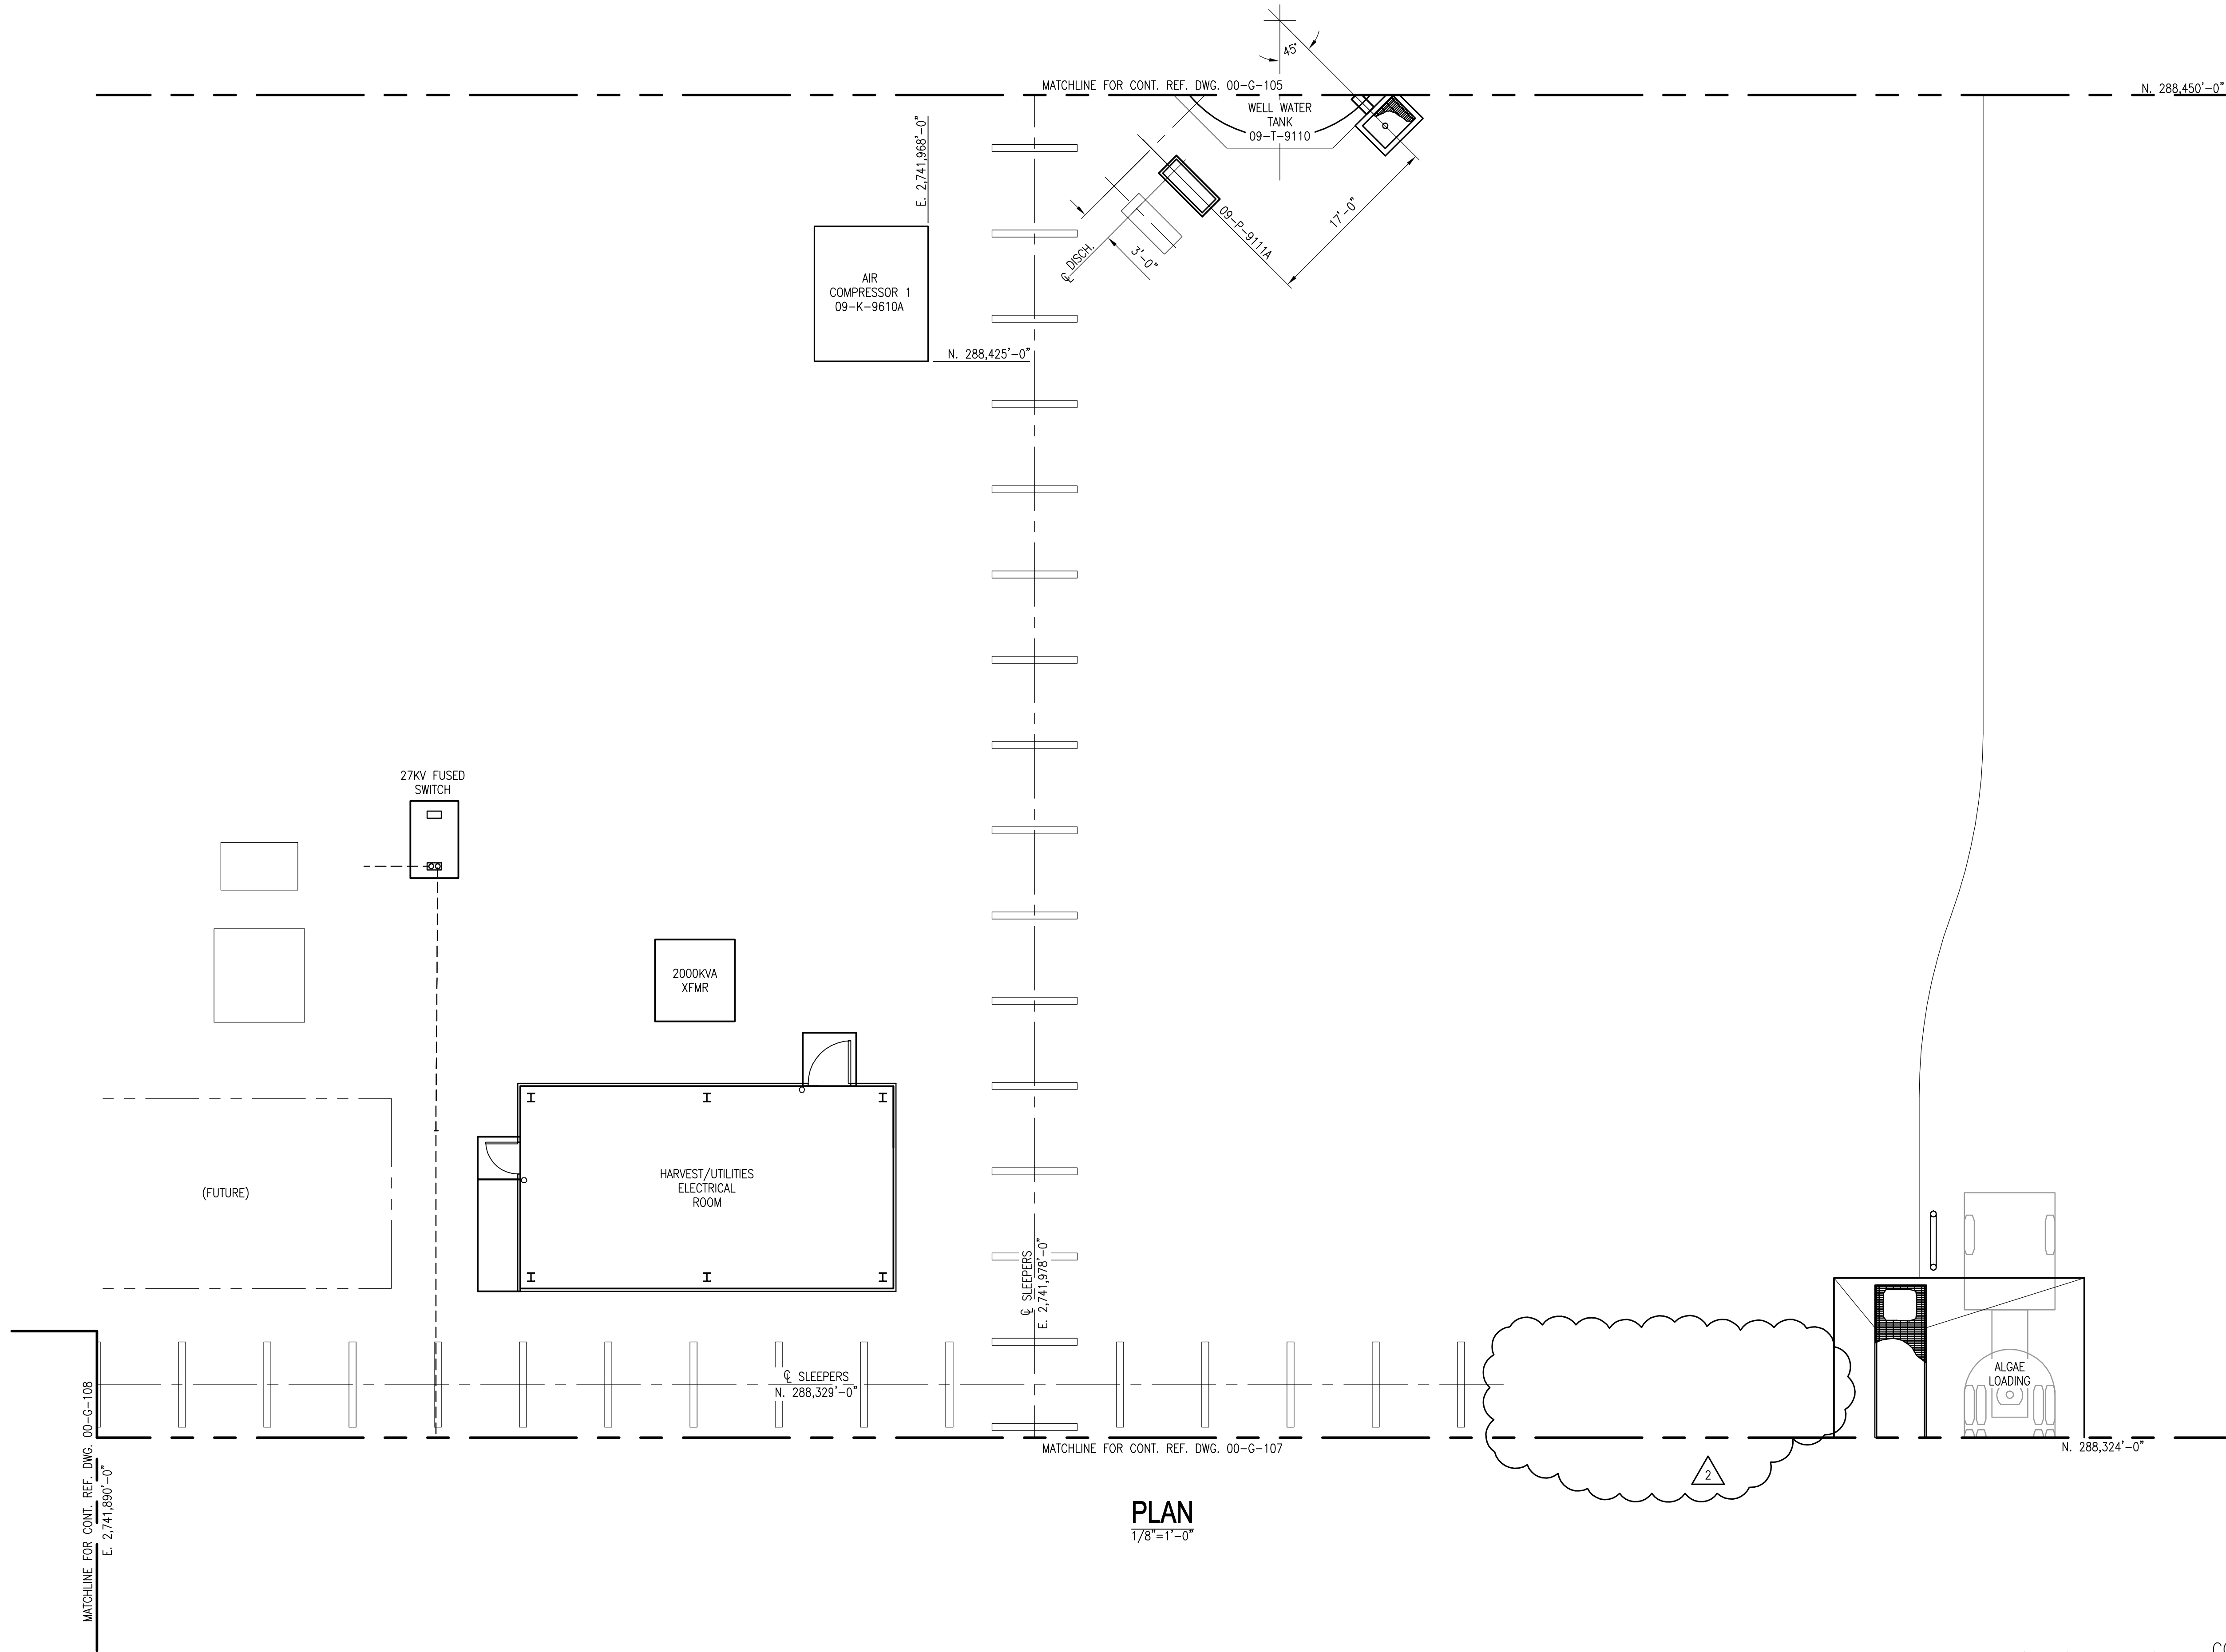 45°
MATCHLINE FOR CONT. REF. DWG. 00-G-105
N. 288,450'-0"
WELL WATER
TANK
09-T-9110
E. 2,741,968'-0"
09-P-9111A
17'-0"
℄ DISCH.
3'-0"
AIR
COMPRESSOR 1
09-K-9610A
N. 288,425'-0"
27KV FUSED
SWITCH
2000KVA
XFMR
HARVEST/UTILITIES
ELECTRICAL
ROOM
(FUTURE)
℄ SLEEPERS
E. 2,741,978'-0"
℄ SLEEPERS
N. 288,329'-0"
ALGAE
LOADING
MATCHLINE FOR CONT. REF. DWG. 00-G-108
E. 2,741,890'-0"
MATCHLINE FOR CONT. REF. DWG. 00-G-107
N. 288,324'-0"
2
PLAN
1/8"=1'-0"